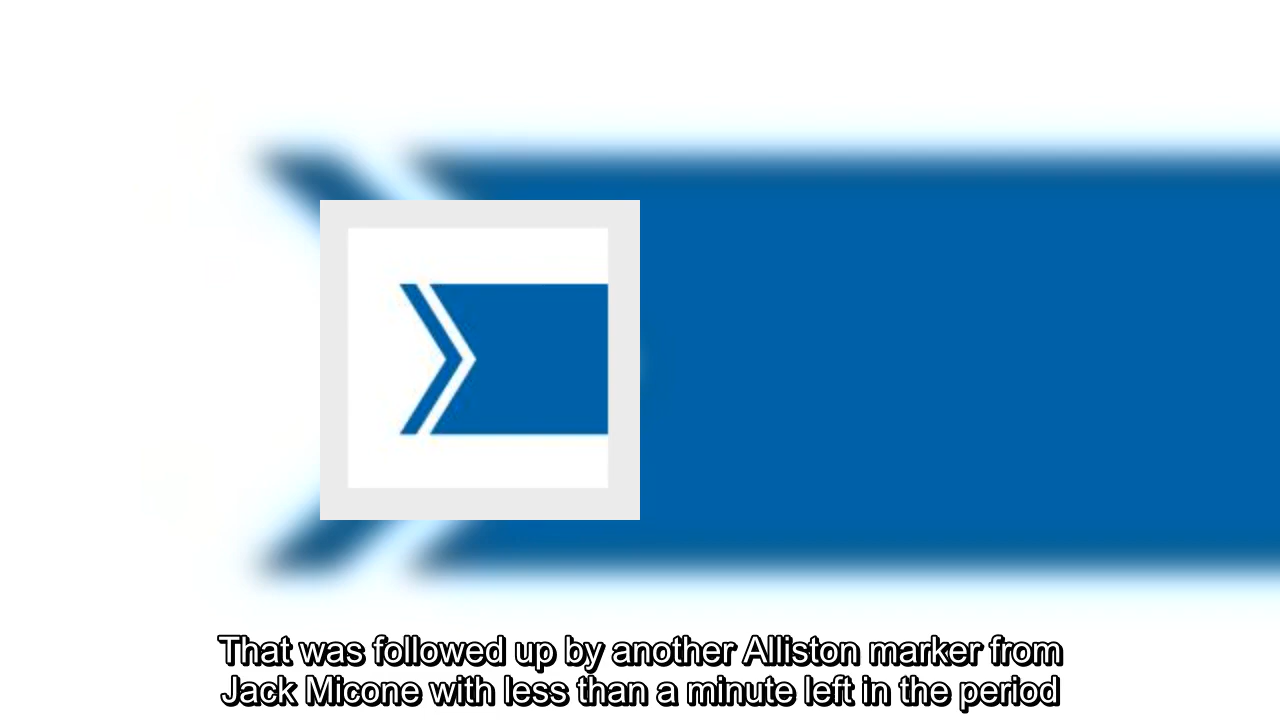 That was followed up by another Alliston marker from
Jack Micone with less than a minute left in the period